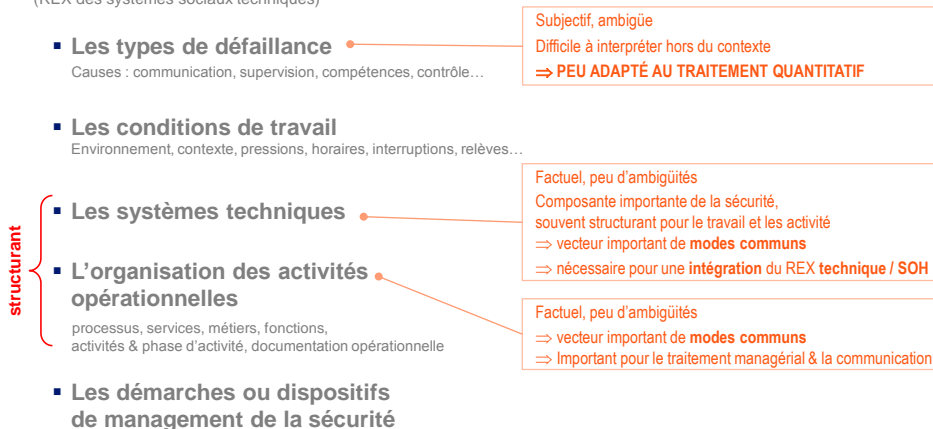 (REX des systèmes sociaux techniques)
▪ Les types de défaillance
Causes : communication, supervision, compétences, contrôle…
Subjectif, ambigüe
Difficile à interpréter hors du contexte
⇒ PEU ADAPTÉ AU TRAITEMENT QUANTITATIF
▪ Les conditions de travail
Environnement, contexte, pressions, horaires, interruptions, relèves…
structurant
▪ Les systèmes techniques
Factuel, peu d'ambigüités
Composante importante de la sécurité,
souvent structurant pour le travail et les activité
⇒ vecteur important de modes communs
⇒ nécessaire pour une intégration du REX technique / SOH
▪ L'organisation des activités
opérationnelles
processus, services, métiers, fonctions,
activités & phase d'activité, documentation opérationnelle
Factuel, peu d'ambigüités
⇒ vecteur important de modes communs
⇒ Important pour le traitement managérial & la communication
▪ Les démarches ou dispositifs
de management de la sécurité